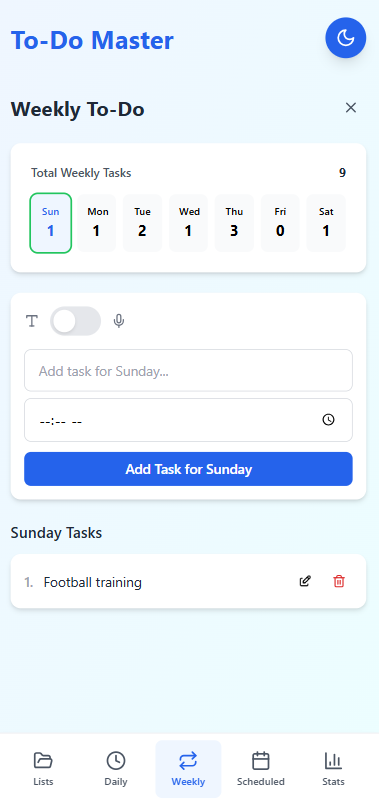 To-Do Master
Weekly To-Do
Total Weekly Tasks 9
Sun Mon Tue Wed Thu Fri Sat
1 1 2 1 3 0 1
Add task for Sunday...
--:-- --
Add Task for Sunday
Sunday Tasks
1. Football training
Lists Daily Weekly Scheduled Stats